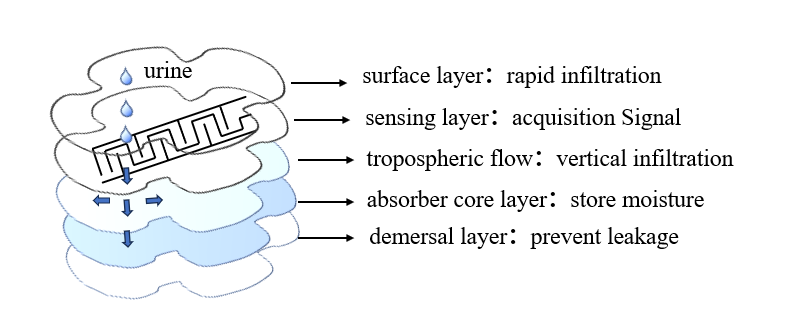 urine
surface layer：rapid infiltration
sensing layer：acquisition Signal
tropospheric flow：vertical infiltration
absorber core layer：store moisture
demersal layer：prevent leakage